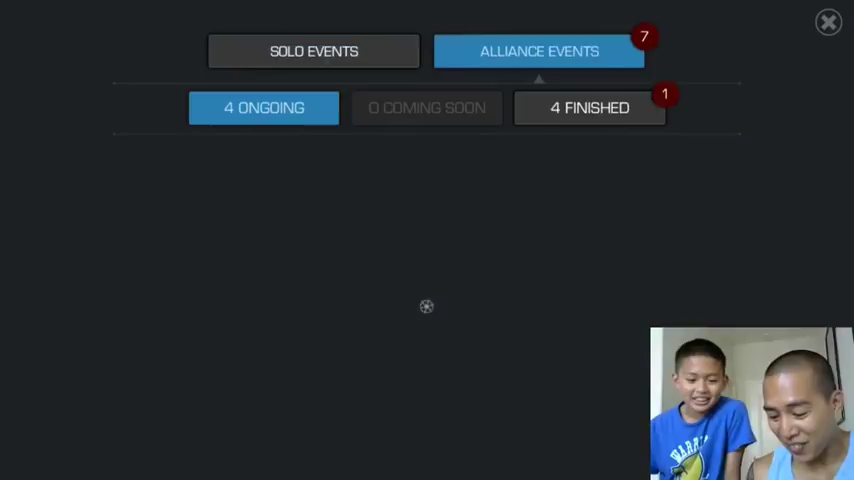 SOLO EVENTS
ALLIANCE EVENTS
7
4 ONGOING
0 COMING SOON
4 FINISHED
1